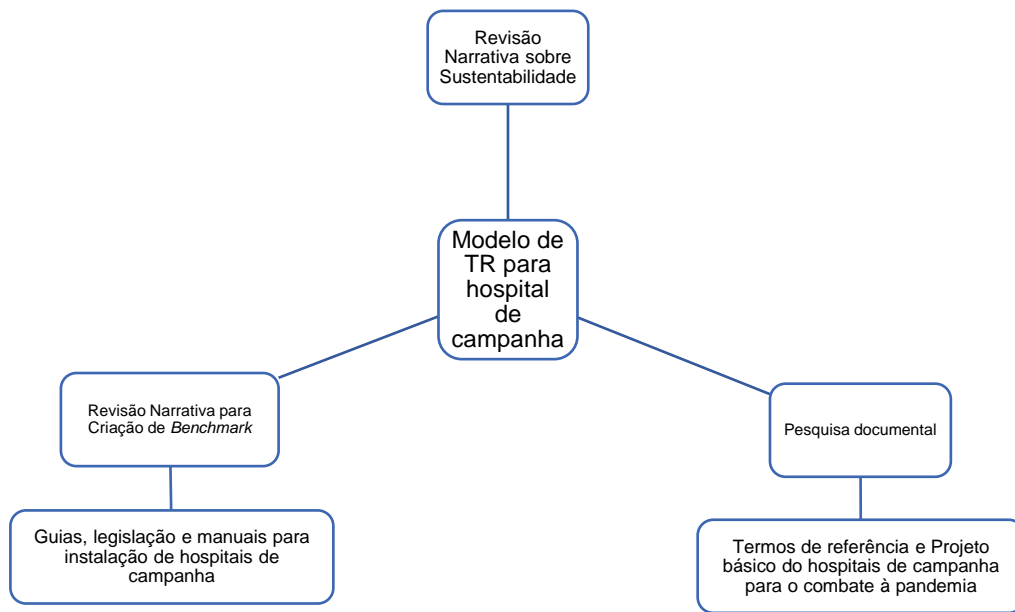 Revisão
Narrativa sobre
Sustentabilidade
Modelo de
TR para
hospital
de
campanha
Revisão Narrativa para
Criação de Benchmark
Pesquisa documental
Guias, legislação e manuais para
instalação de hospitais de
campanha
Termos de referência e Projeto
básico do hospitais de campanha
para o combate à pandemia